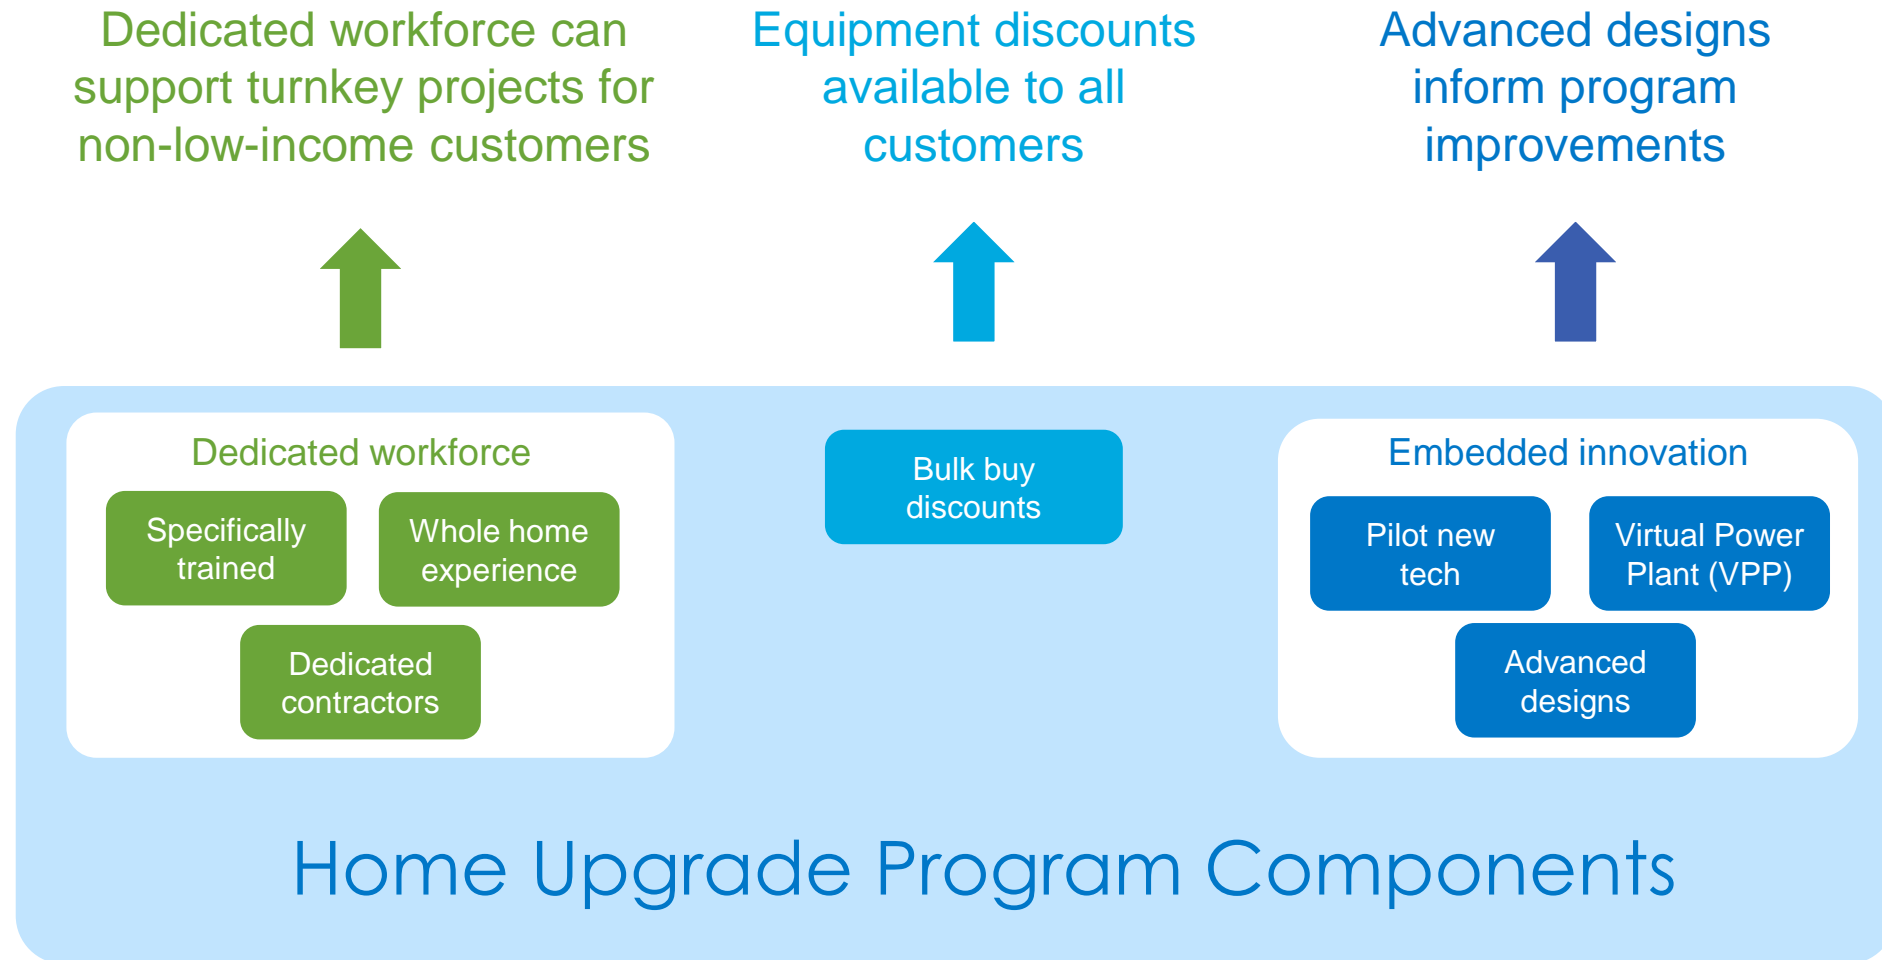 Dedicated workforce can
support turnkey projects for
non-low-income customers
Equipment discounts
available to all
customers
Advanced designs
inform program
improvements
Dedicated workforce
Specifically
trained
Whole home
experience
Dedicated
contractors
Bulk buy
discounts
Embedded innovation
Pilot new
tech
Virtual Power
Plant (VPP)
Advanced
designs
Home Upgrade Program Components